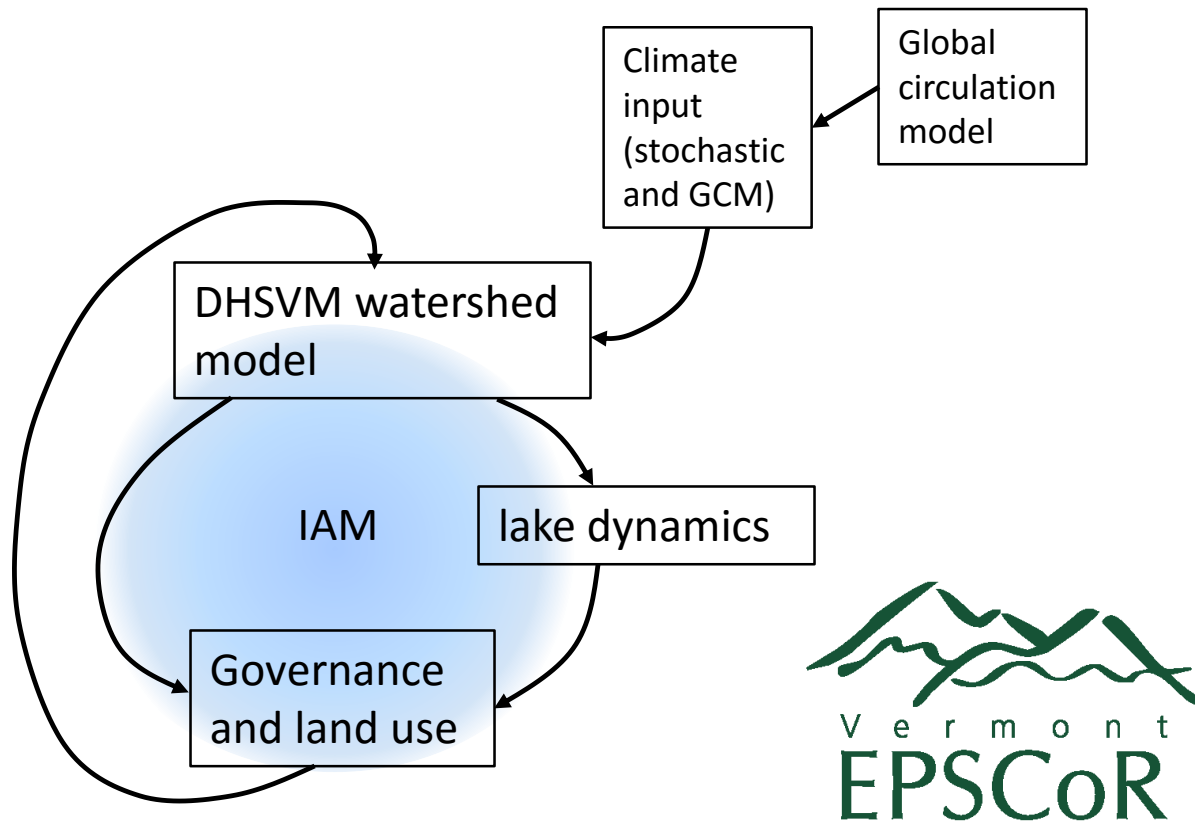 Global
circulation
model
Climate
input
(stochastic
and GCM)
DHSVM watershed
model
IAM
lake dynamics
Governance
and land use
Vermont
EPSCoR